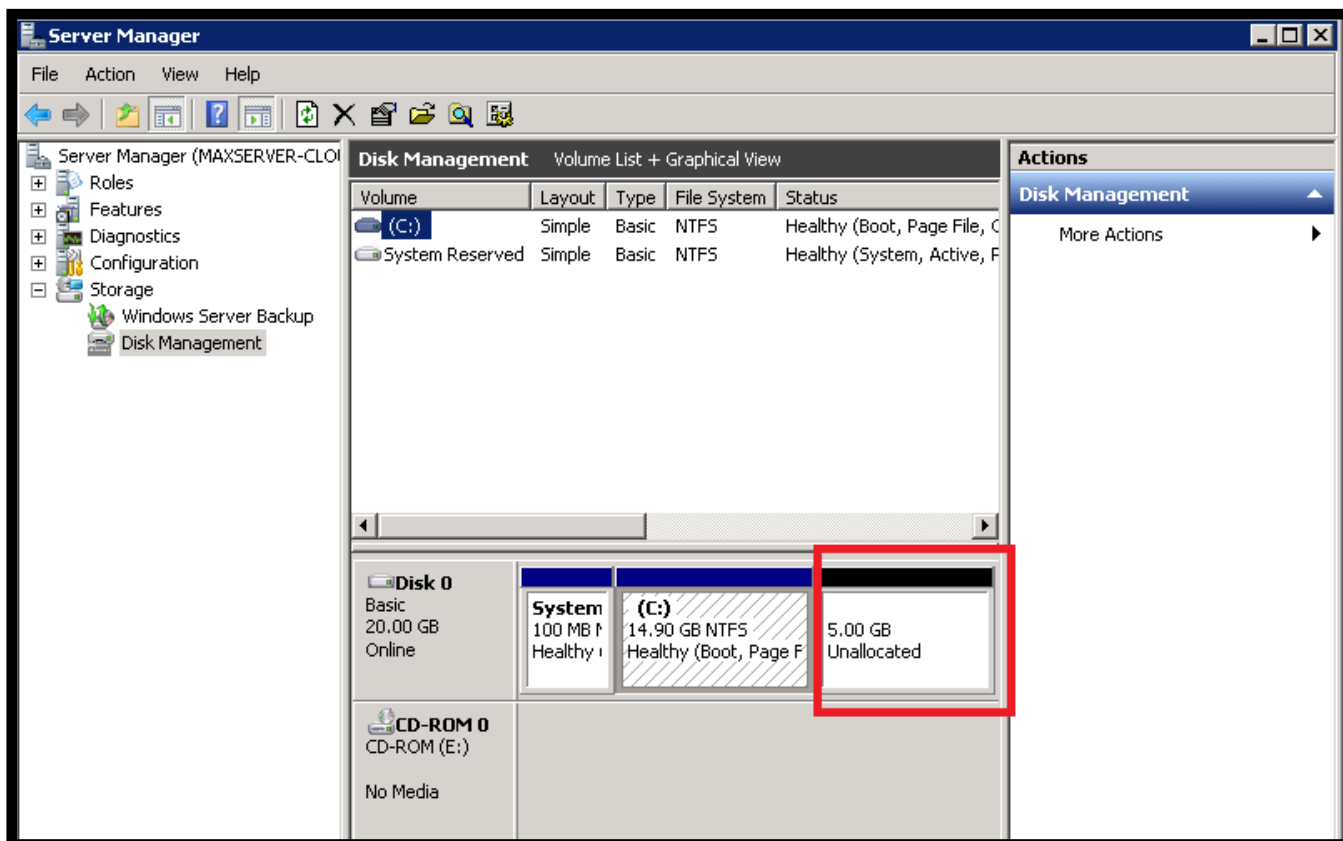 Server Manager
File Action View Help
Server Manager (MAXSERVER-CLO
Roles
Features
Diagnostics
Configuration
Storage
Windows Server Backup
Disk Management
Disk Management Volume List + Graphical View
Volume Layout Type File System Status
(C:) Simple Basic NTFS Healthy (Boot, Page File, C
System Reserved Simple Basic NTFS Healthy (System, Active, P
Disk 0
Basic
20.00 GB
Online
System
100 MB N
Healthy (
(C:)
14.90 GB NTFS
Healthy (Boot, Page F
5.00 GB
Unallocated
CD-ROM 0
CD-ROM (E:)
No Media
Actions
Disk Management
More Actions